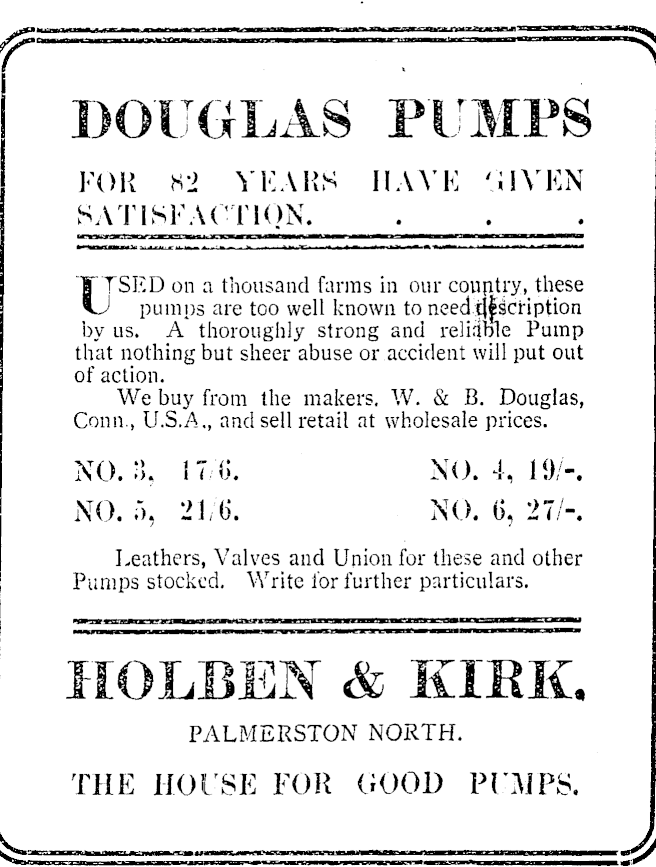 DOUGLAS PUMPS
FOR 82 YEARS HAVE GIVEN
SATISFACTION. . . .
USED on a thousand farms in our country, these
pumps are too well known to need description
by us. A thoroughly strong and reliable Pump
that nothing but sheer abuse or accident will put out
of action.
We buy from the makers, W. & B. Douglas,
Conn., U.S.A., and sell retail at wholesale prices.
NO. 3, 17/6. NO. 4, 19/-.
NO. 5, 21/6. NO. 6, 27/-.
Leathers, Valves and Union for these and other
Pumps stocked. Write for further particulars.
HOLBEN & KIRK.
PALMERSTON NORTH.
THE HOUSE FOR GOOD PUMPS.